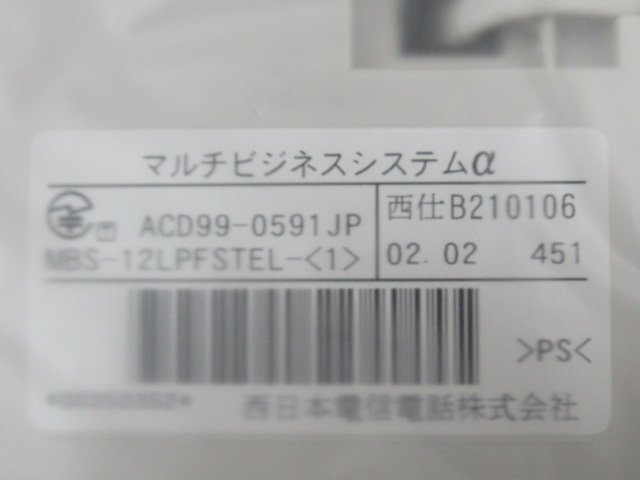 マルチビジネスシステムα
ACD99-0591JP
西仕B210106
MBS-12LPFSTEL-<1>
02.02 451
>PS<
西日本電信電話株式会社